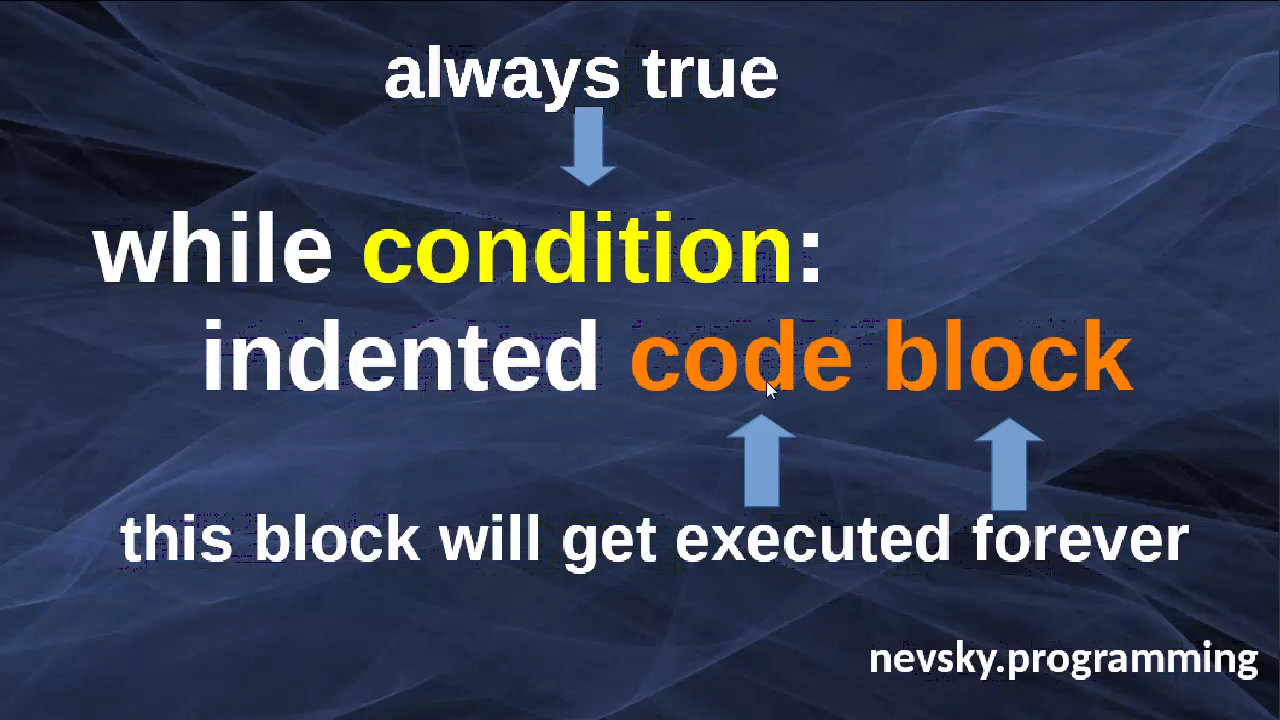 always true
while condition:
indented code block
this block will get executed forever
nevsky.programming